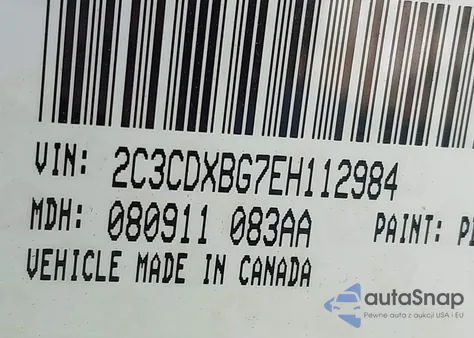 VIN: 2C3CDXBG7EH112984
MDH: 080911 083AA PAINT:
VEHICLE MADE IN CANADA
autaSnap
Pewne auta z aukcji USA i EU